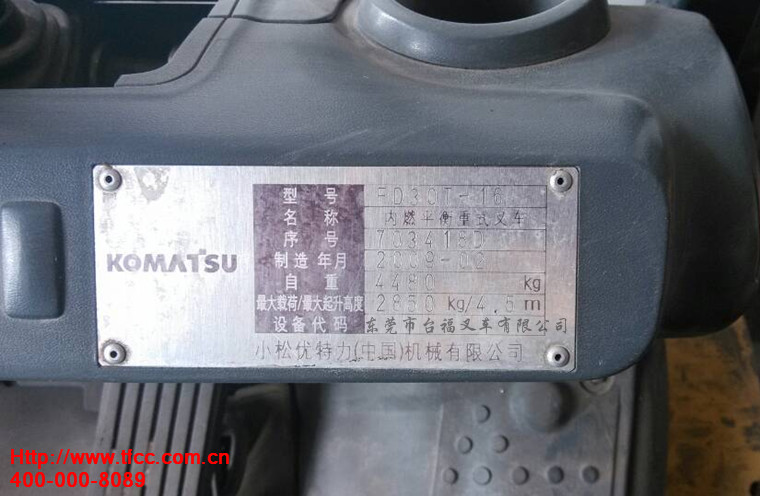 KOMATSU
型号 FD30T-16
名称 内燃平衡重式叉车
序号
制造年月
自重 4480 kg
最大载荷/最大起升高度 2850 kg/4.5m
设备代码 东莞市台福叉车有限公司
小松优特力(中国)机械有限公司
Http://www.tfcc.com.cn
400-000-8089